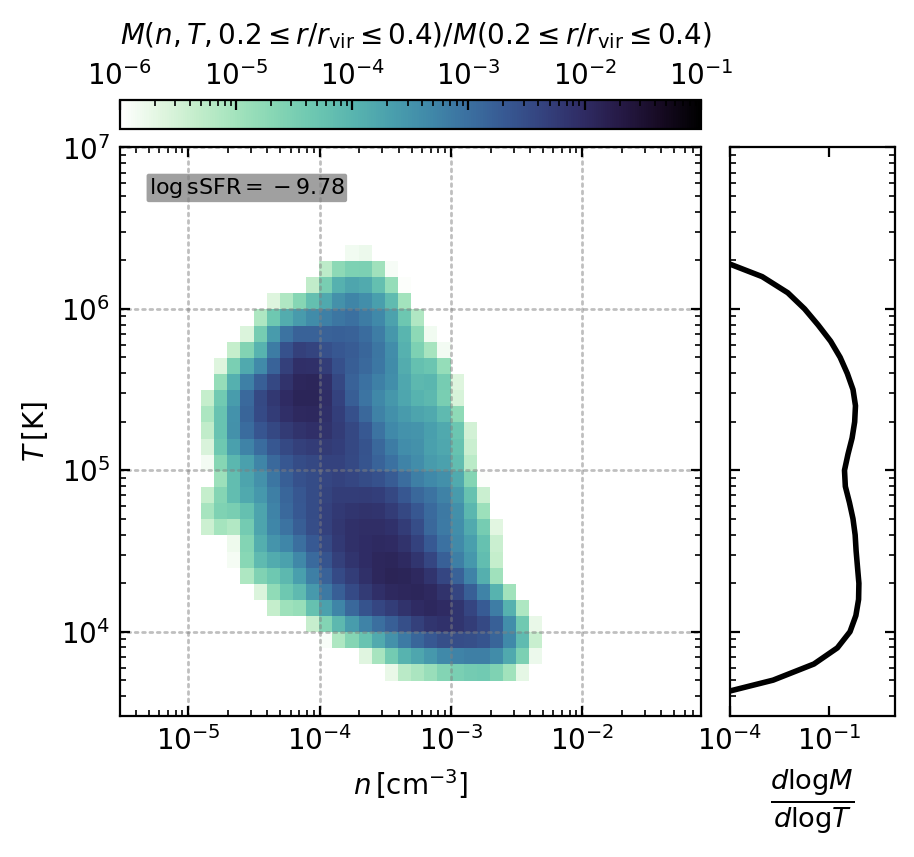 M(n, T, 0.2 ≤ r/r_vir ≤ 0.4)/M(0.2 ≤ r/r_vir ≤ 0.4)
10^−6 10^−5 10^−4 10^−3 10^−2 10^−1
10^7
log sSFR = −9.78
10^6
T [K]
10^5
10^4
10^−5 10^−4 10^−3 10^−2 10^−4 10^−1
n [cm^−3]
dlogM
dlogT